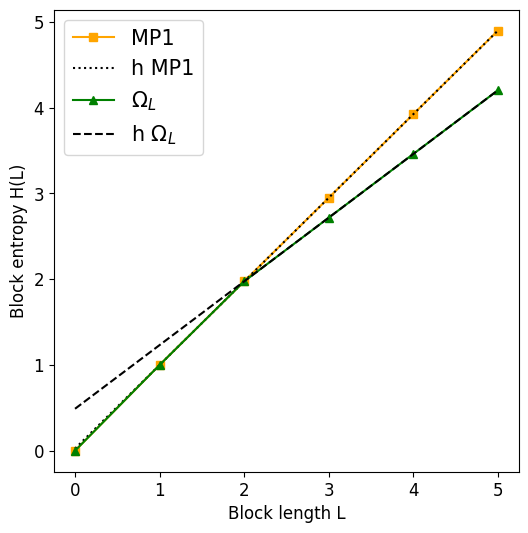 MP1
h MP1
Ω_L
h Ω_L
5
4
3
2
1
0
Block entropy H(L)
0 1 2 3 4 5
Block length L